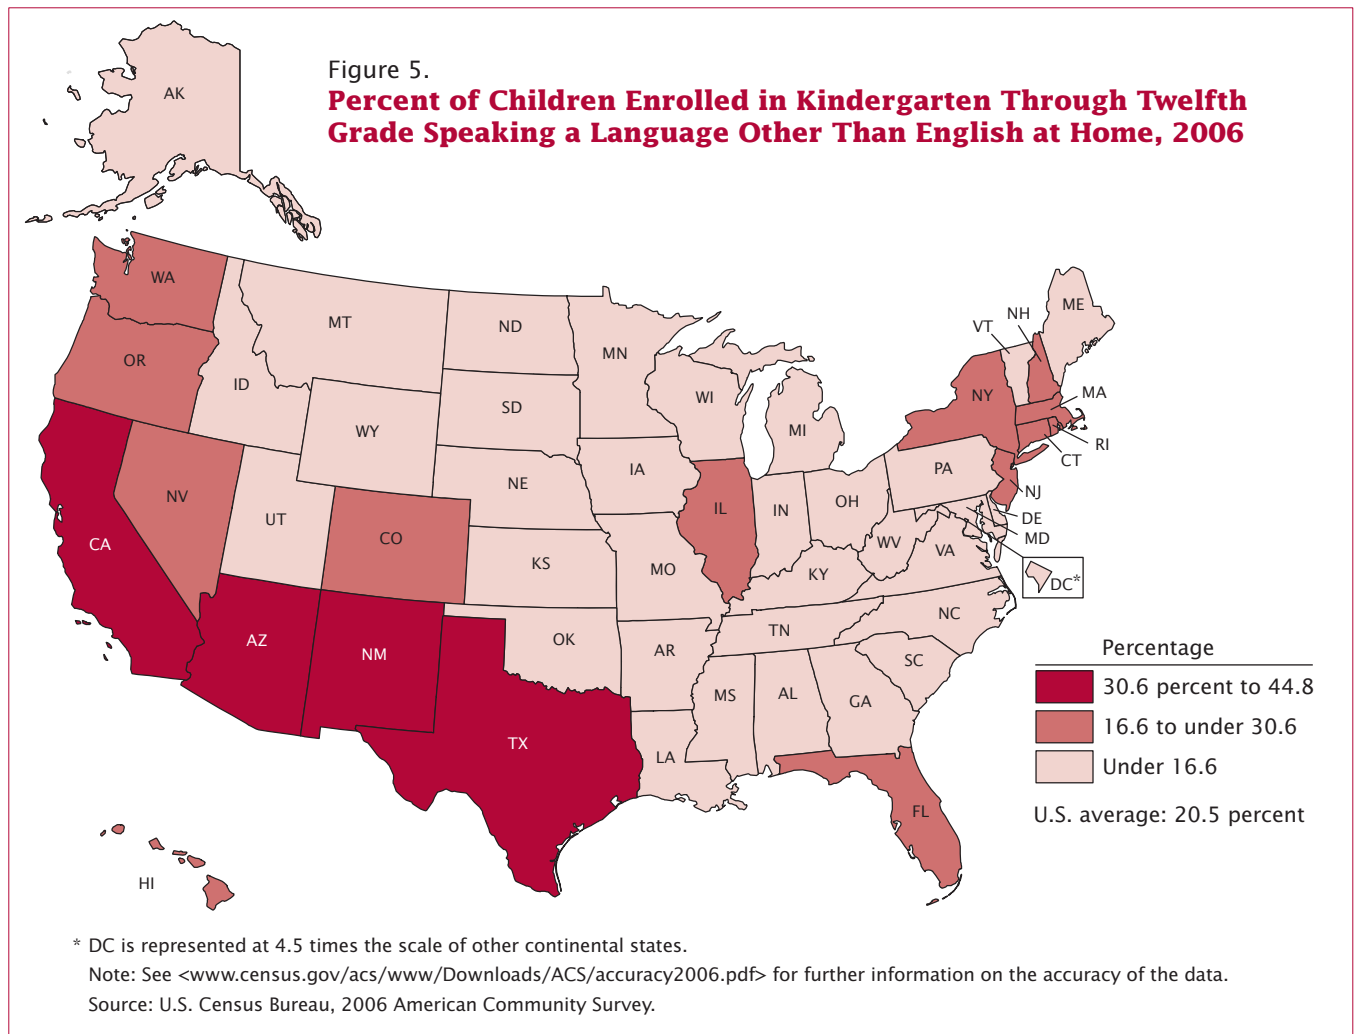 Figure 5.
Percent of Children Enrolled in Kindergarten Through Twelfth
Grade Speaking a Language Other Than English at Home, 2006
AK
WA
OR
CA
NV
ID
MT
WY
UT
CO
AZ
NM
ND
SD
NE
KS
OK
TX
MN
IA
MO
AR
LA
WI
IL
MI
IN
OH
KY
TN
MS
AL
GA
FL
SC
NC
VA
WV
PA
NY
VT
NH
ME
MA
RI
CT
NJ
DE
MD
DC*
HI
Percentage
30.6 percent to 44.8
16.6 to under 30.6
Under 16.6
U.S. average: 20.5 percent
* DC is represented at 4.5 times the scale of other continental states.
Note: See <www.census.gov/acs/www/Downloads/ACS/accuracy2006.pdf> for further information on the accuracy of the data.
Source: U.S. Census Bureau, 2006 American Community Survey.